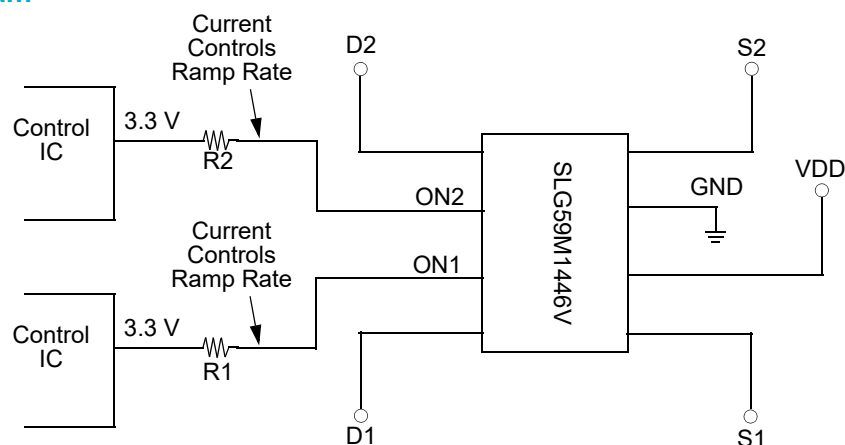 Current
Controls
Ramp Rate
D2
S2
Control
IC
3.3 V
R2
VDD
GND
ON2
SLG59M1446V
Current
Controls
Ramp Rate
ON1
Control
IC
3.3 V
R1
D1
S1